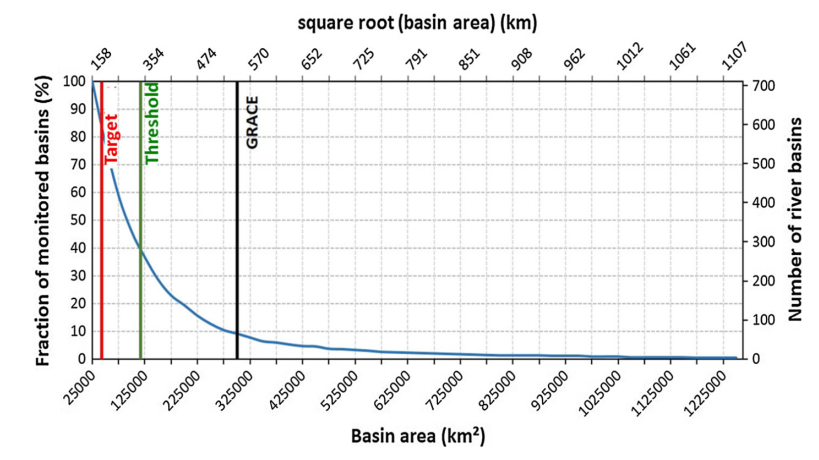 square root (basin area) (km)
158 354 474 570 652 725 791 851 908 962 1012 1061 1107
Fraction of monitored basins (%)
100
90
80
70
60
50
40
30
20
10
0
Target
Threshold
GRACE
700
600
500
400
300
200
100
0
Number of river basins
25000 125000 225000 325000 425000 525000 625000 725000 825000 925000 1025000 1125000 1225000
Basin area (km²)